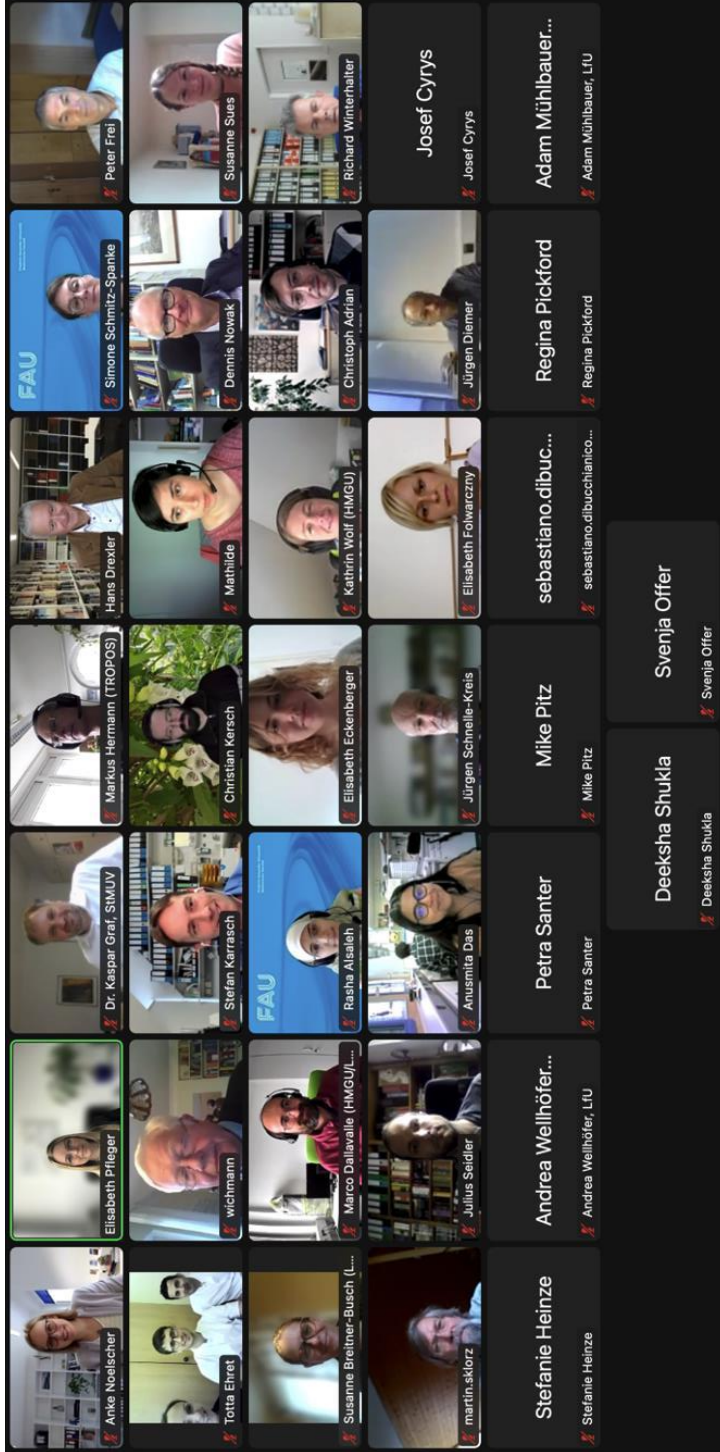 Anke Noelscher
Elisabeth Pfleger
Dr. Kaspar Graf, StMUV
Markus Hermann (TROPOS)
Hans Drexler
FAU
Simone Schmitz-Spanke
Peter Frei
Totta Ehret
wichmann
Stefan Karrasch
Christian Kersch
Mathilde
Dennis Nowak
Susanne Sues
Susanne Breitner-Busch (L...
Marco Dallavalle (HMGU/L...
FAU
Rasha Alsaleh
Elisabeth Eckenberger
Kathrin Wolf (HMGU)
Christoph Adrian
Richard Winterhalter
martin.sklorz
Julius Seidler
Anusmita Das
Jürgen Schnelle-Kreis
Elisabeth Folwarczny
Jürgen Diemer
Josef Cyrys
Josef Cyrys
Stefanie Heinze
Stefanie Heinze
Andrea Wellhöfer...
Andrea Wellhöfer, LfU
Petra Santer
Petra Santer
Mike Pitz
Mike Pitz
sebastiano.dibuc...
sebastiano.dibucchianico...
Regina Pickford
Regina Pickford
Adam Mühlbauer...
Adam Mühlbauer, LfU
Deeksha Shukla
Deeksha Shukla
Svenja Offer
Svenja Offer